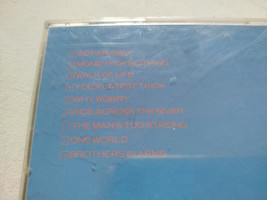 SO FAR AWAY
MONEY FOR NOTHING
WALK OF LIFE
YOUR LATEST TRICK
WHY WORRY
RIDE ACROSS THE RIVER
THE MAN'S TOO STRONG
ONE WORLD
BROTHERS IN ARMS